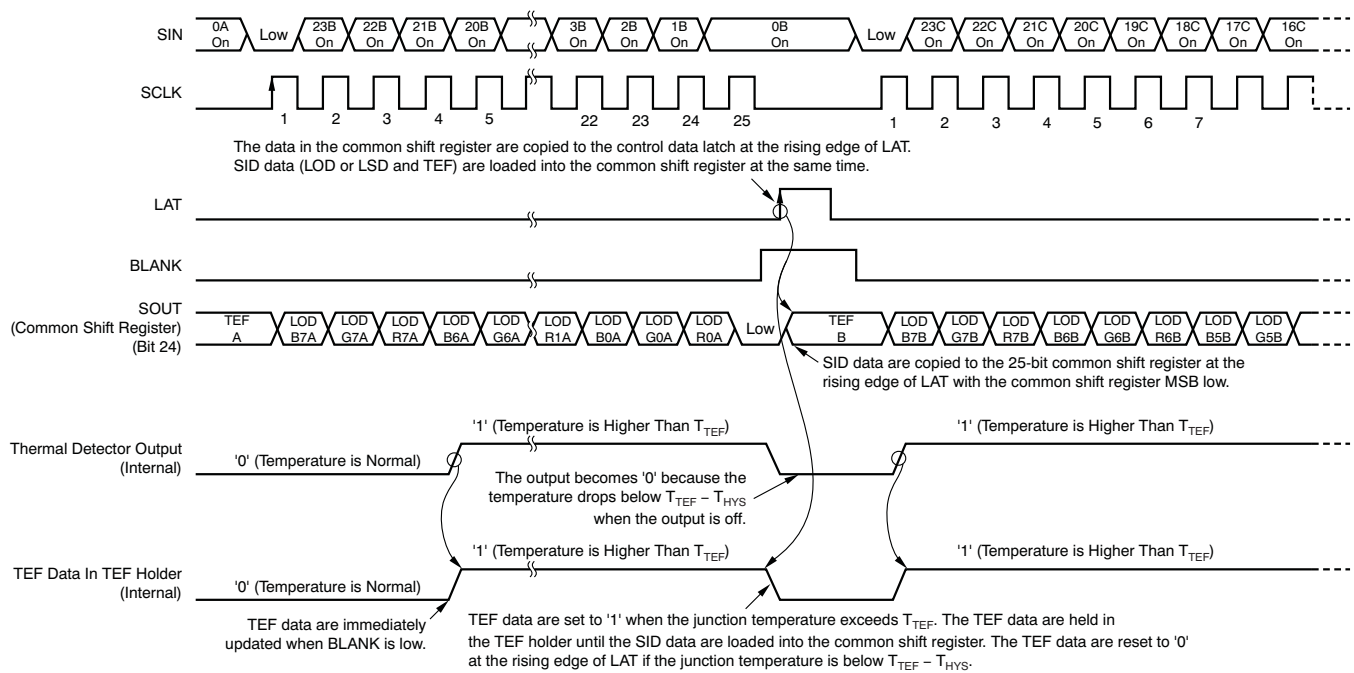 SIN
0A On
Low
23B On
22B On
21B On
20B On
3B On
2B On
1B On
0B On
Low
23C On
22C On
21C On
20C On
19C On
18C On
17C On
16C On
SCLK
1 2 3 4 5 22 23 24 25 1 2 3 4 5 6 7
The data in the common shift register are copied to the control data latch at the rising edge of LAT.
SID data (LOD or LSD and TEF) are loaded into the common shift register at the same time.
LAT
BLANK
SOUT
(Common Shift Register)
(Bit 24)
TEF A
LOD B7A
LOD G7A
LOD R7A
LOD B6A
LOD G6A
LOD R1A
LOD B0A
LOD G0A
LOD R0A
Low
TEF B
LOD B7B
LOD G7B
LOD R7B
LOD B6B
LOD G6B
LOD R6B
LOD B5B
LOD G5B
SID data are copied to the 25-bit common shift register at the
rising edge of LAT with the common shift register MSB low.
Thermal Detector Output
(Internal)
'0' (Temperature is Normal)
'1' (Temperature is Higher Than TTEF)
'1' (Temperature is Higher Than TTEF)
The output becomes '0' because the
temperature drops below TTEF – THYS
when the output is off.
TEF Data In TEF Holder
(Internal)
'0' (Temperature is Normal)
'1' (Temperature is Higher Than TTEF)
'1' (Temperature is Higher Than TTEF)
TEF data are immediately
updated when BLANK is low.
TEF data are set to '1' when the junction temperature exceeds TTEF. The TEF data are held in
the TEF holder until the SID data are loaded into the common shift register. The TEF data are reset to '0'
at the rising edge of LAT if the junction temperature is below TTEF – THYS.